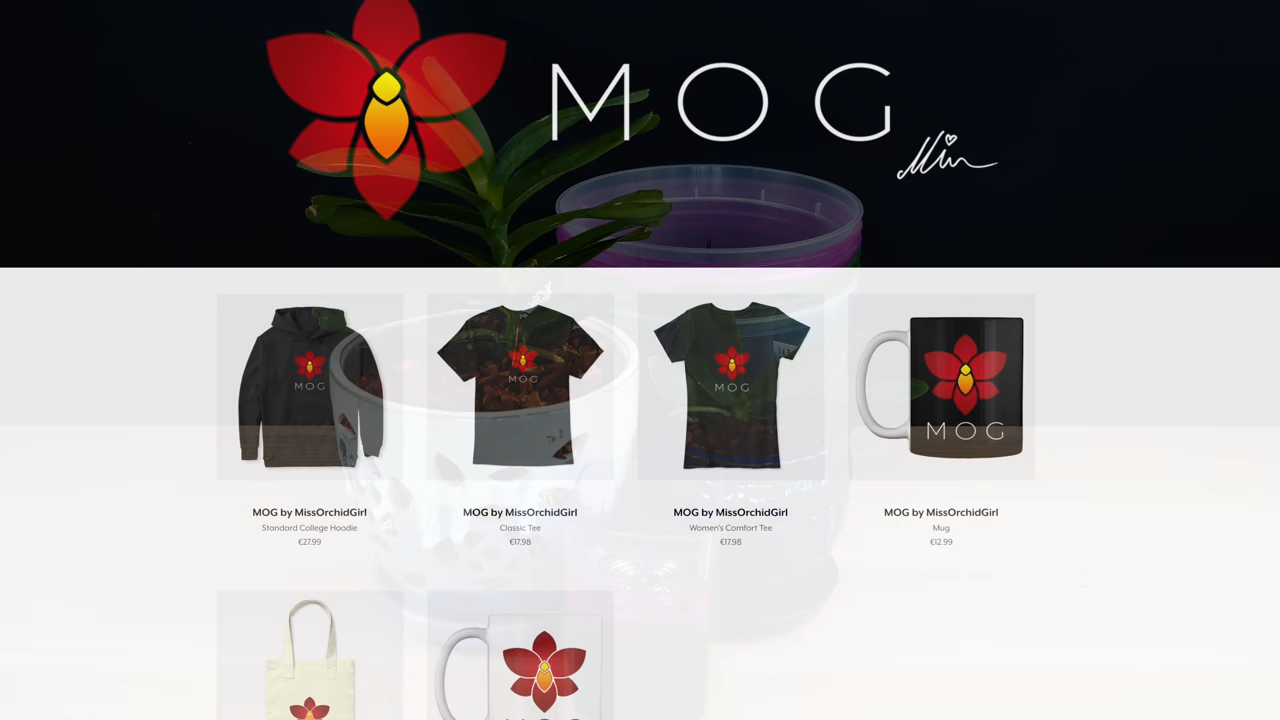 MOG
Min
MOG
MOG
MOG
MOG
MOG by MissOrchidGirl
Standard College Hoodie
€27.99
MOG by MissOrchidGirl
Classic Tee
€17.98
MOG by MissOrchidGirl
Women's Comfort Tee
€17.98
MOG by MissOrchidGirl
Mug
€12.99